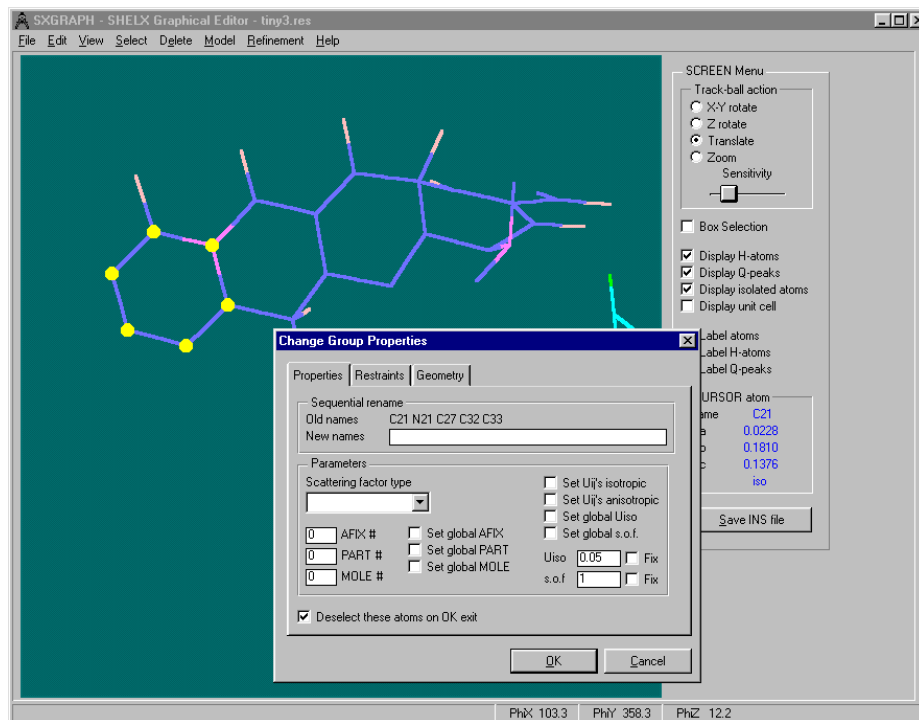 SXGRAPH - SHELX Graphical Editor - tiny3.res
File Edit View Select Delete Model Refinement Help
SCREEN Menu
Track-ball action
X-Y rotate
Z rotate
Translate
Zoom
Sensitivity
Box Selection
Display H-atoms
Display Q-peaks
Display isolated atoms
Display unit cell
Label atoms
Label H-atoms
Label Q-peaks
URSOR atom
ame C21
a 0.0228
b 0.1810
c 0.1376
iso
Save INS file
Change Group Properties
Properties Restraints Geometry
Sequential rename
Old names C21 N21 C27 C32 C33
New names
Parameters
Scattering factor type
Set Uij's isotropic
Set Uij's anisotropic
Set global Uiso
Set global s.o.f.
0 AFIX # Set global AFIX
0 PART # Set global PART
0 MOLE # Set global MOLE
Uiso 0.05 Fix
s.o.f 1 Fix
Deselect these atoms on OK exit
OK Cancel
PhiX 103.3 PhiY 358.3 PhiZ 12.2